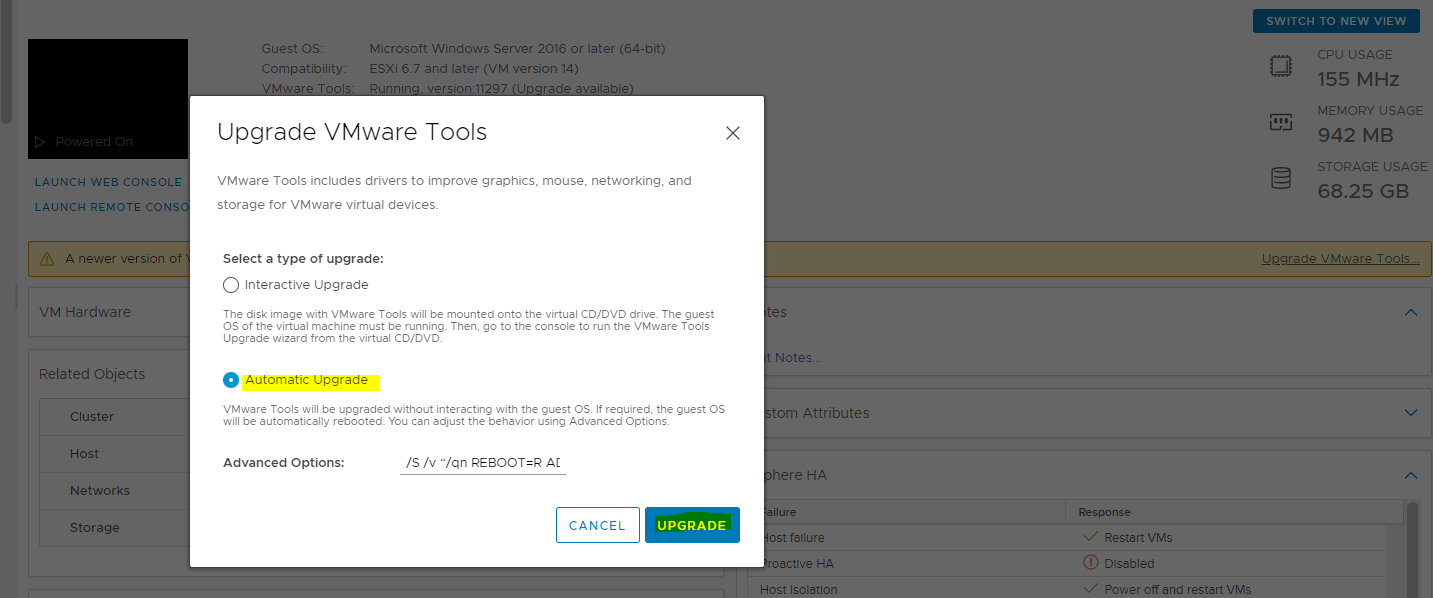 SWITCH TO NEW VIEW
Guest OS: Microsoft Windows Server 2016 or later (64-bit)
Compatibility: ESXi 6.7 and later (VM version 14)
VMware Tools: Running, version:11297 (Upgrade available)
CPU USAGE
155 MHz
MEMORY USAGE
942 MB
STORAGE USAGE
68.25 GB
Powered On
LAUNCH WEB CONSOLE
LAUNCH REMOTE CONSO
A newer version of
Upgrade VMware Tools...
VM Hardware
Related Objects
Cluster
Host
Networks
Storage
Upgrade VMware Tools
VMware Tools includes drivers to improve graphics, mouse, networking, and
storage for VMware virtual devices.
Select a type of upgrade:
Interactive Upgrade
The disk image with VMware Tools will be mounted onto the virtual CD/DVD drive. The guest
OS of the virtual machine must be running. Then, go to the console to run the VMware Tools
Upgrade wizard from the virtual CD/DVD.
Automatic Upgrade
VMware Tools will be upgraded without interacting with the guest OS. If required, the guest OS
will be automatically rebooted. You can adjust the behavior using Advanced Options.
Advanced Options: /S /v “/qn REBOOT=R AD
CANCEL
UPGRADE
otes
it Notes...
stom Attributes
phere HA
Failure Response
Host failure Restart VMs
Proactive HA Disabled
Host Isolation Power off and restart VMs